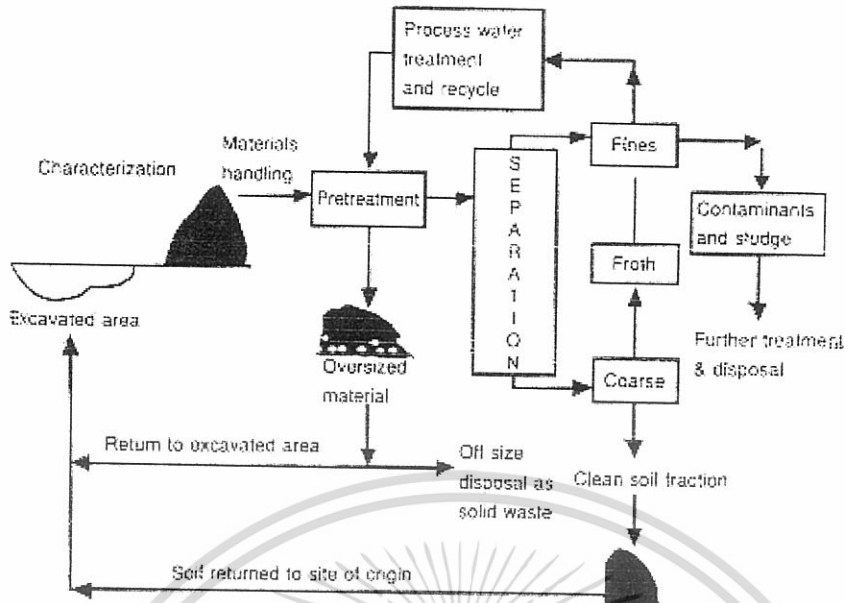 Process water
treatment
and recycle
Characterization
Materials
handling
Pretreatment
SEPARATION
Fines
Contaminants
and sludge
Froth
Excavated area
Oversized
material
Coarse
Further treatment
& disposal
Return to excavated area
Off size
disposal as
solid waste
Clean soil fraction
Soil returned to site of origin